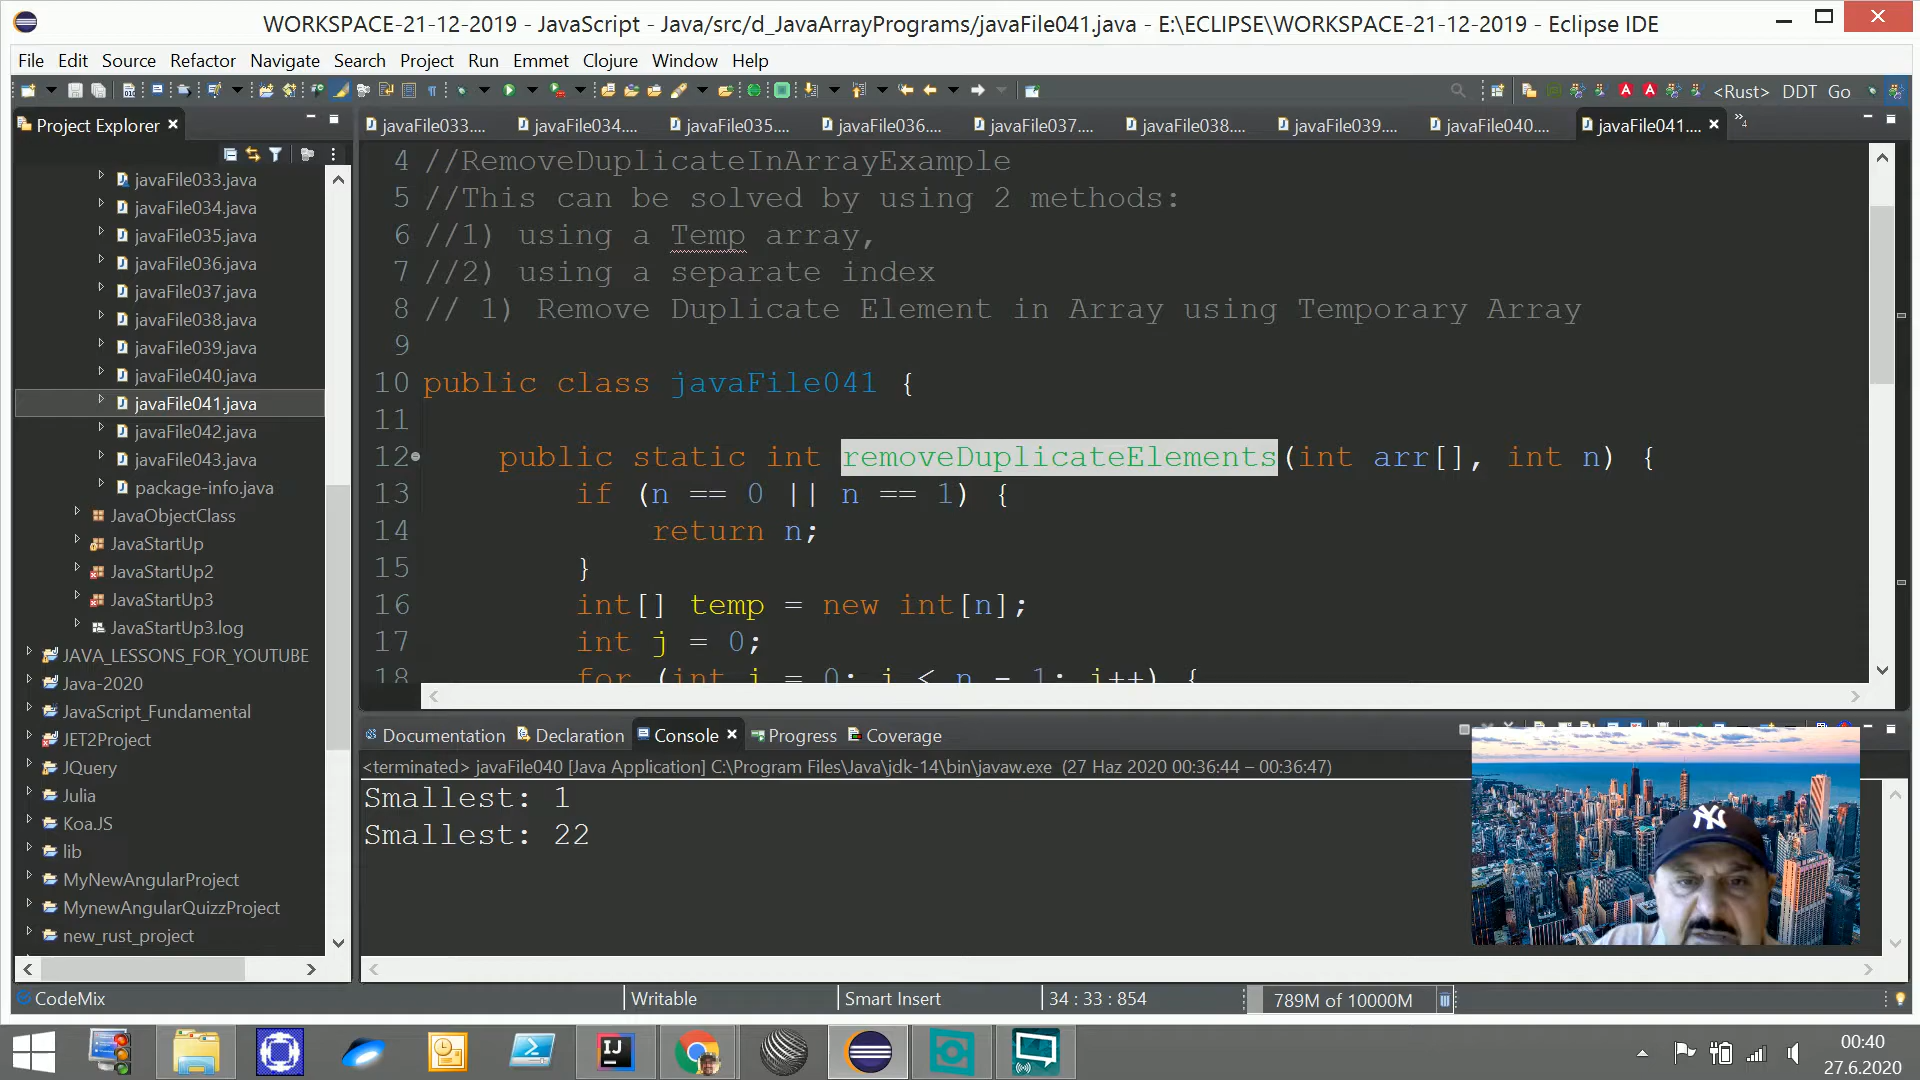 WORKSPACE-21-12-2019 - JavaScript - Java/src/d_JavaArrayPrograms/javaFile041.java - E:\ECLIPSE\WORKSPACE-21-12-2019 - Eclipse IDE
File Edit Source Refactor Navigate Search Project Run Emmet Clojure Window Help
<Rust> DDT Go
Project Explorer
javaFile033.... javaFile034.... javaFile035.... javaFile036.... javaFile037.... javaFile038.... javaFile039.... javaFile040.... javaFile041.... »4
javaFile033.java
javaFile034.java
javaFile035.java
javaFile036.java
javaFile037.java
javaFile038.java
javaFile039.java
javaFile040.java
javaFile041.java
javaFile042.java
javaFile043.java
package-info.java
JavaObjectClass
JavaStartUp
JavaStartUp2
JavaStartUp3
JavaStartUp3.log
JAVA_LESSONS_FOR_YOUTUBE
Java-2020
JavaScript_Fundamental
JET2Project
JQuery
Julia
Koa.JS
lib
MyNewAngularProject
MynewAngularQuizzProject
new_rust_project
4 //RemoveDuplicateInArrayExample
5 //This can be solved by using 2 methods:
6 //1) using a Temp array,
7 //2) using a separate index
8 // 1) Remove Duplicate Element in Array using Temporary Array
9
10 public class javaFile041 {
11
12 public static int removeDuplicateElements(int arr[], int n) {
13 if (n == 0 || n == 1) {
14 return n;
15 }
16 int[] temp = new int[n];
17 int j = 0;
18 for (int i = 0; i < n - 1; i++) {
Documentation Declaration Console Progress Coverage
<terminated> javaFile040 [Java Application] C:\Program Files\Java\jdk-14\bin\javaw.exe (27 Haz 2020 00:36:44 – 00:36:47)
Smallest: 1
Smallest: 22
CodeMix Writable Smart Insert 34 : 33 : 854 789M of 10000M
IJ
00:40
27.6.2020